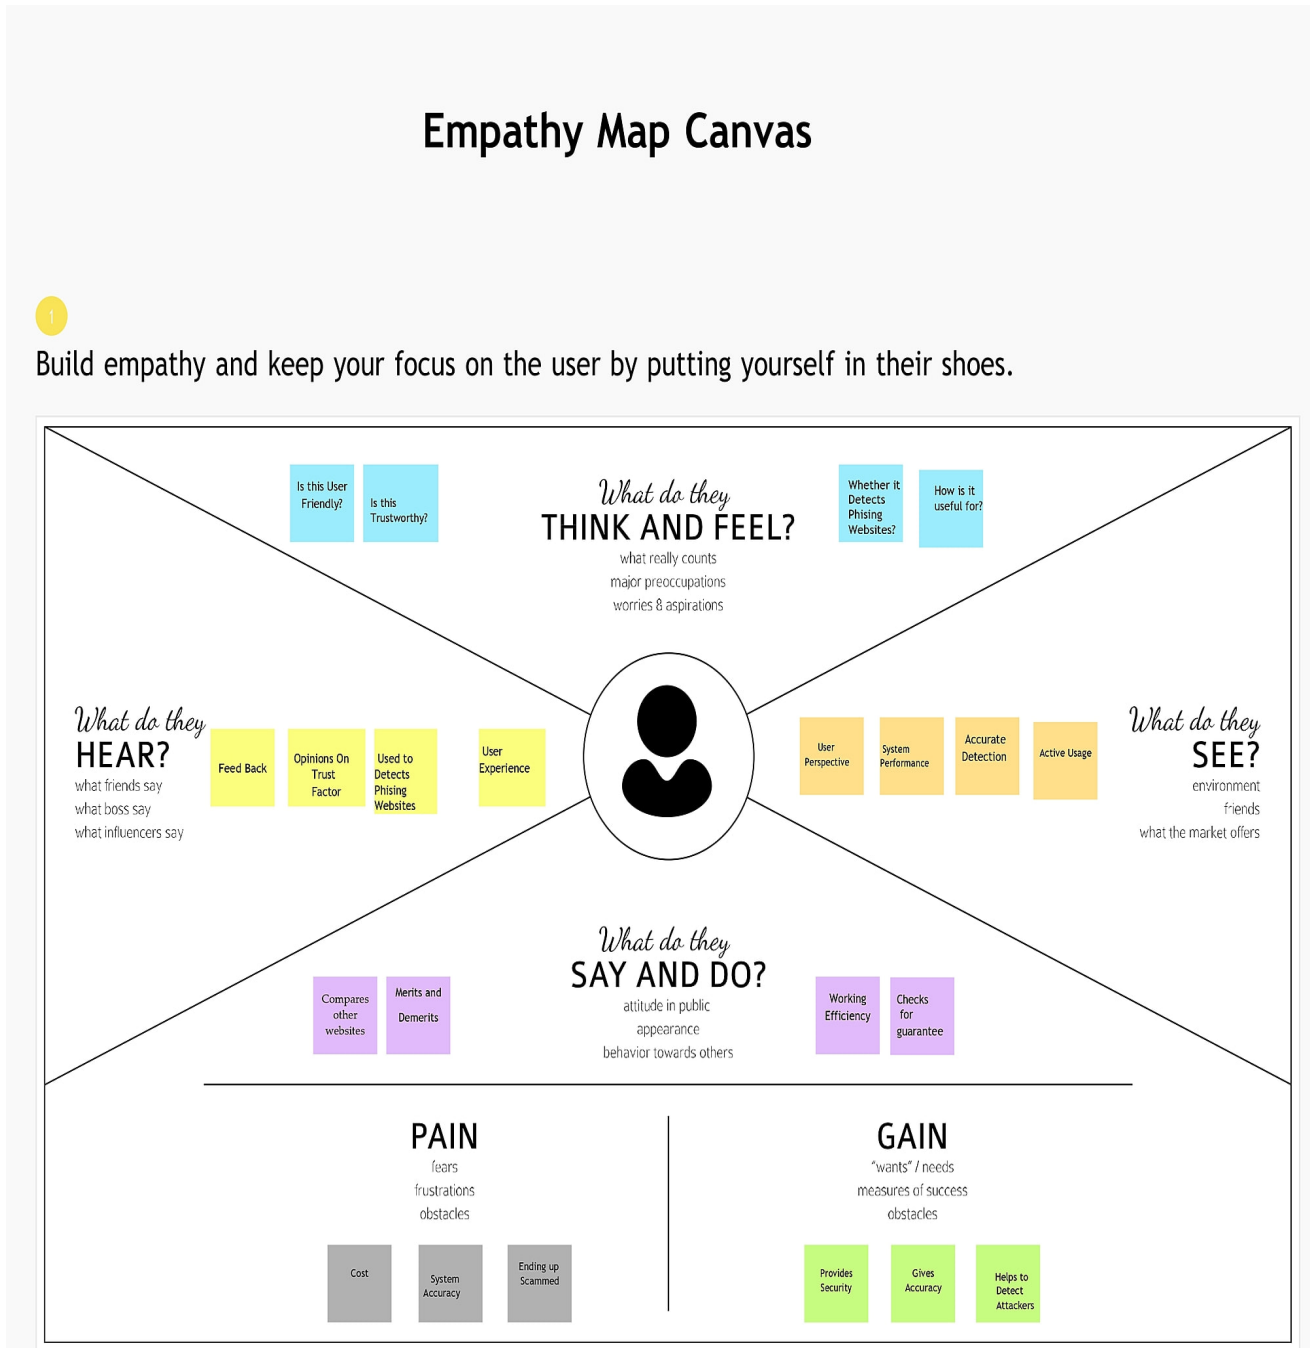 Empathy Map Canvas
1
Build empathy and keep your focus on the user by putting yourself in their shoes.
Is this User
Friendly?
Is this
Trustworthy?
What do they
THINK AND FEEL?
what really counts
major preoccupations
worries & aspirations
Whether it
Detects
Phising
Websites?
How is it
useful for?
What do they
HEAR?
what friends say
what boss say
what influencers say
Feed Back
Opinions On
Trust
Factor
Used to
Detects
Phising
Websites
User
Experience
User
Perspective
System
Performance
Accurate
Detection
Active Usage
What do they
SEE?
environment
friends
what the market offers
What do they
SAY AND DO?
attitude in public
appearance
behavior towards others
Compares
other
websites
Merits and
Demerits
Working
Efficiency
Checks
for
guarantee
PAIN
fears
frustrations
obstacles
Cost
System
Accuracy
Ending up
Scammed
GAIN
"wants" / needs
measures of success
obstacles
Provides
Security
Gives
Accuracy
Helps to
Detect
Attackers